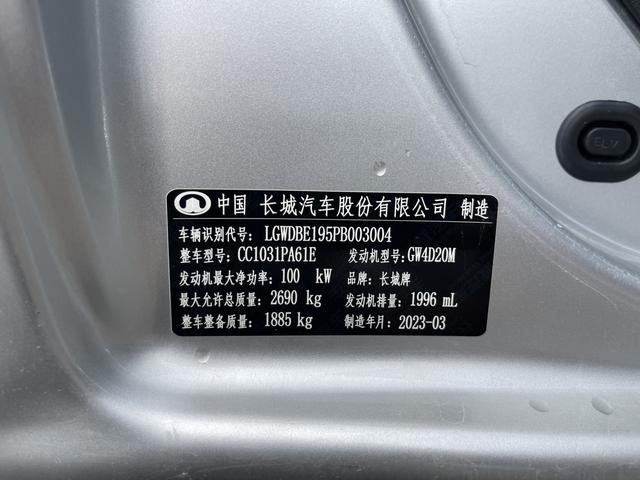 中国 长城汽车股份有限公司 制造
车辆识别代号: LGWDBE195PB003004
整车型号: CC1031PA61E 发动机型号: GW4D20M
发动机最大净功率: 100 kW 品牌: 长城牌
最大允许总质量: 2690 kg 发动机排量: 1996 mL
整车整备质量: 1885 kg 制造年月: 2023-03
ELV